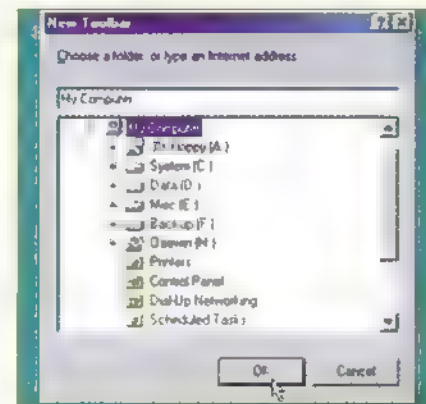 New Toolbar
Choose a folder or type an Internet address
My Computer
My Computer
3½ Floppy (A:)
System (C:)
Data (D:)
Misc (E:)
Backup (F:)
(H:)
Printers
Control Panel
Dial-Up Networking
Scheduled Tasks
OK
Cancel